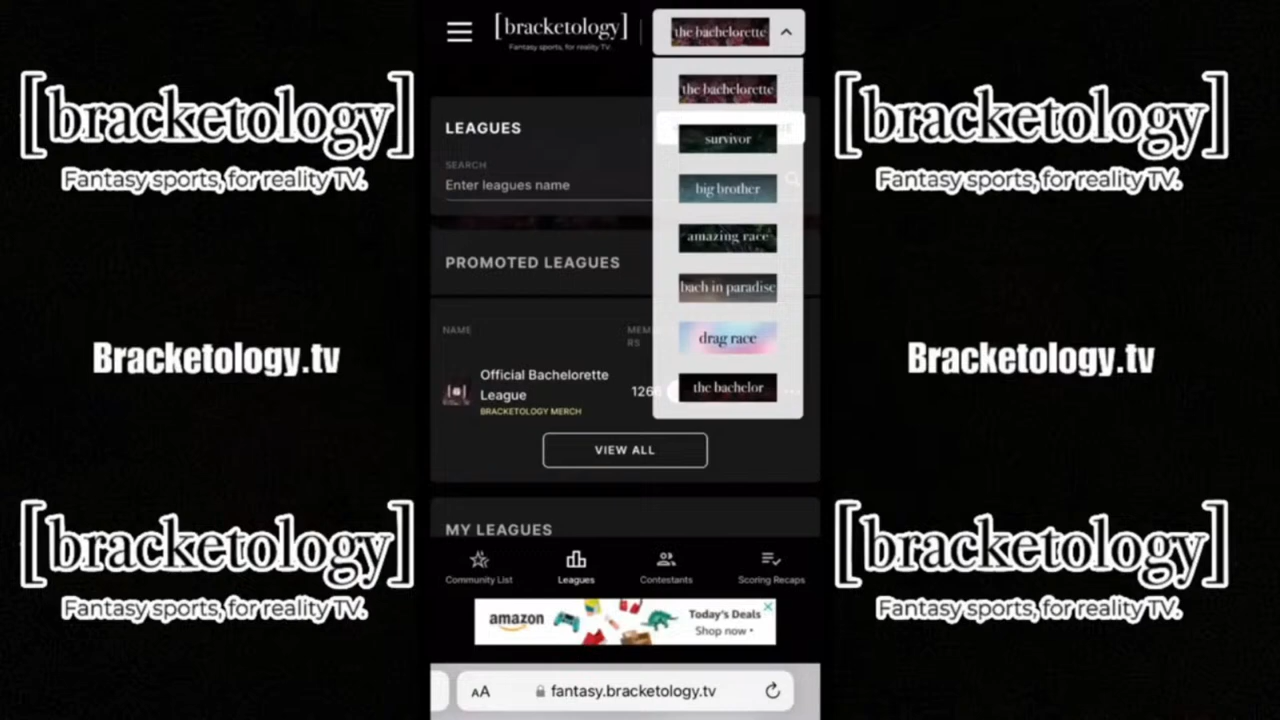 [bracketology]
Fantasy sports, for reality TV.
Bracketology.tv
[bracketology]
Fantasy sports, for reality TV.
[bracketology]
Fantasy sports, for reality TV.
the bachelorette
the bachelorette
survivor
big brother
amazing race
bach in paradise
drag race
the bachelor
LEAGUES
SEARCH
Enter leagues name
PROMOTED LEAGUES
NAME
Official Bachelorette
League
BRACKETOLOGY MERCH
VIEW ALL
MY LEAGUES
Community List
Leagues
Contestants
Scoring Recaps
amazon
Today's Deals
Shop now
AA
fantasy.bracketology.tv
[bracketology]
Fantasy sports, for reality TV.
Bracketology.tv
[bracketology]
Fantasy sports, for reality TV.